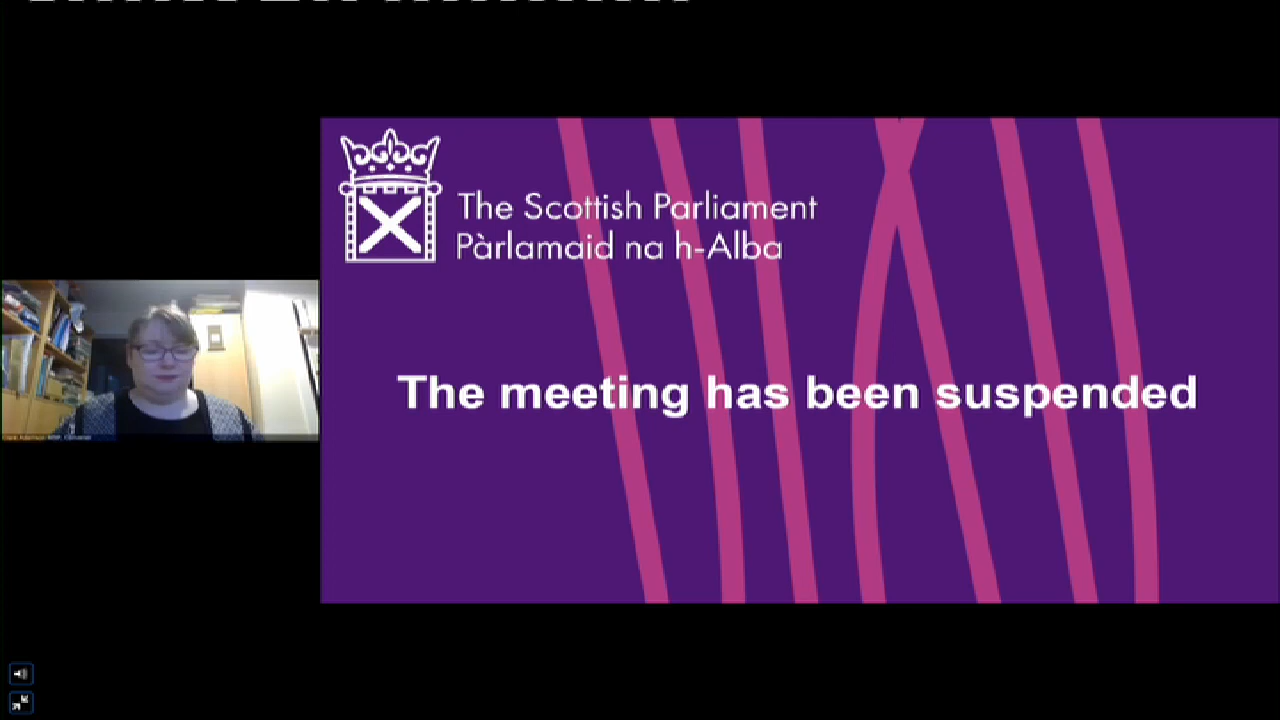 The Scottish Parliament
Pàrlamaid na h-Alba
The meeting has been suspended